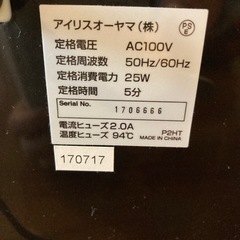 アイリスオーヤマ(株)
PS
E
定格電圧 AC100V
定格周波数 50Hz/60Hz
定格消費電力 25W
定格時間 5分
Serial No. 1706666
電流ヒューズ2.0A
温度ヒューズ 94℃
P2HT
MADE IN CHINA
170717